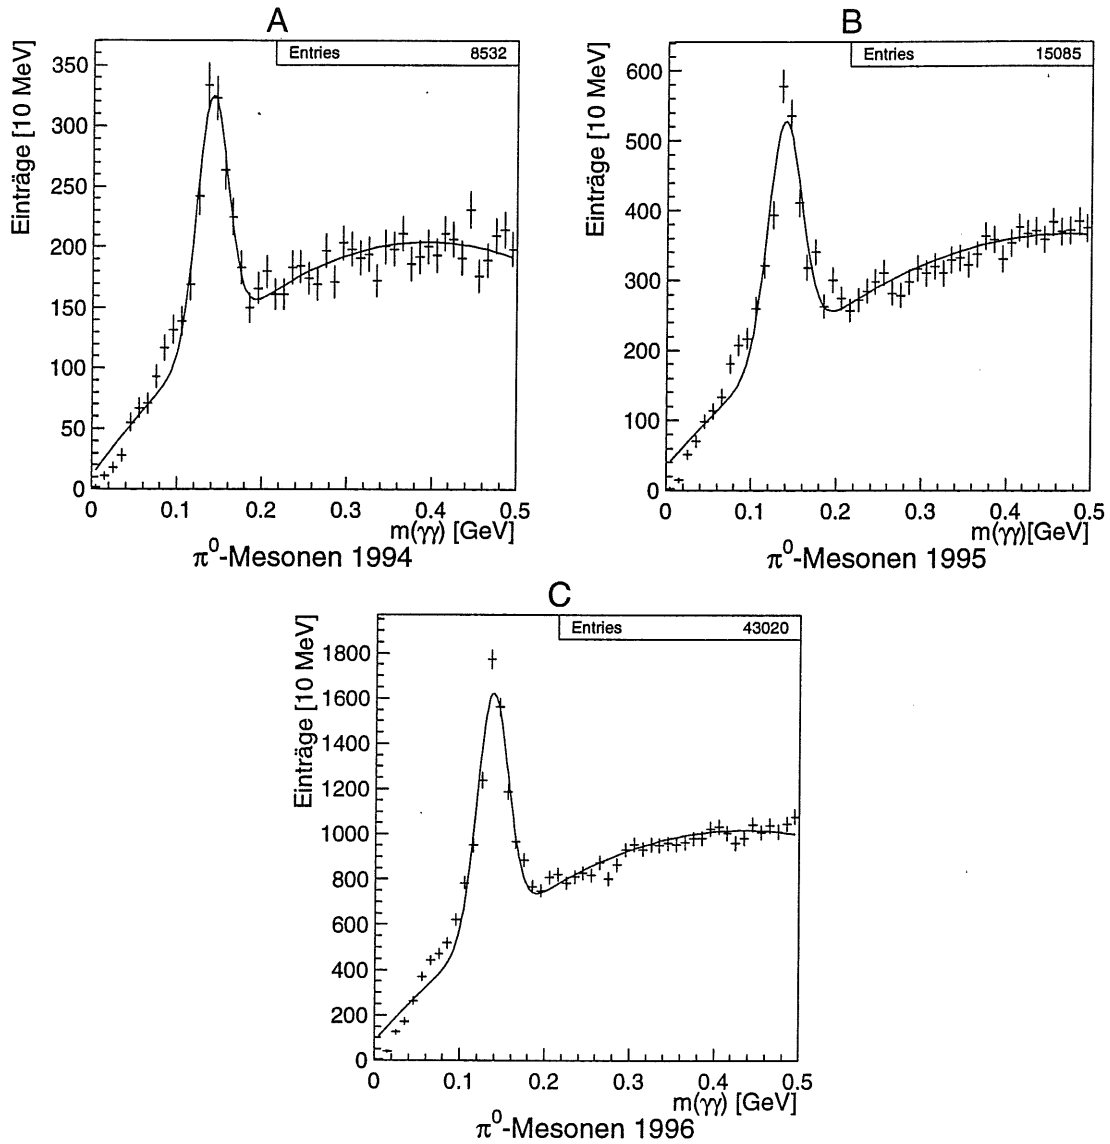 A
Entries 8532
Einträge [10 MeV]
350
300
250
200
150
100
50
0
0 0.1 0.2 0.3 0.4 0.5
m(γγ) [GeV]
π⁰-Mesonen 1994
B
Entries 15085
Einträge [10 MeV]
600
500
400
300
200
100
0
0 0.1 0.2 0.3 0.4 0.5
m(γγ)[GeV]
π⁰-Mesonen 1995
C
Entries 43020
Einträge [10 MeV]
1800
1600
1400
1200
1000
800
600
400
200
0
0 0.1 0.2 0.3 0.4 0.5
m(γγ) [GeV]
π⁰-Mesonen 1996